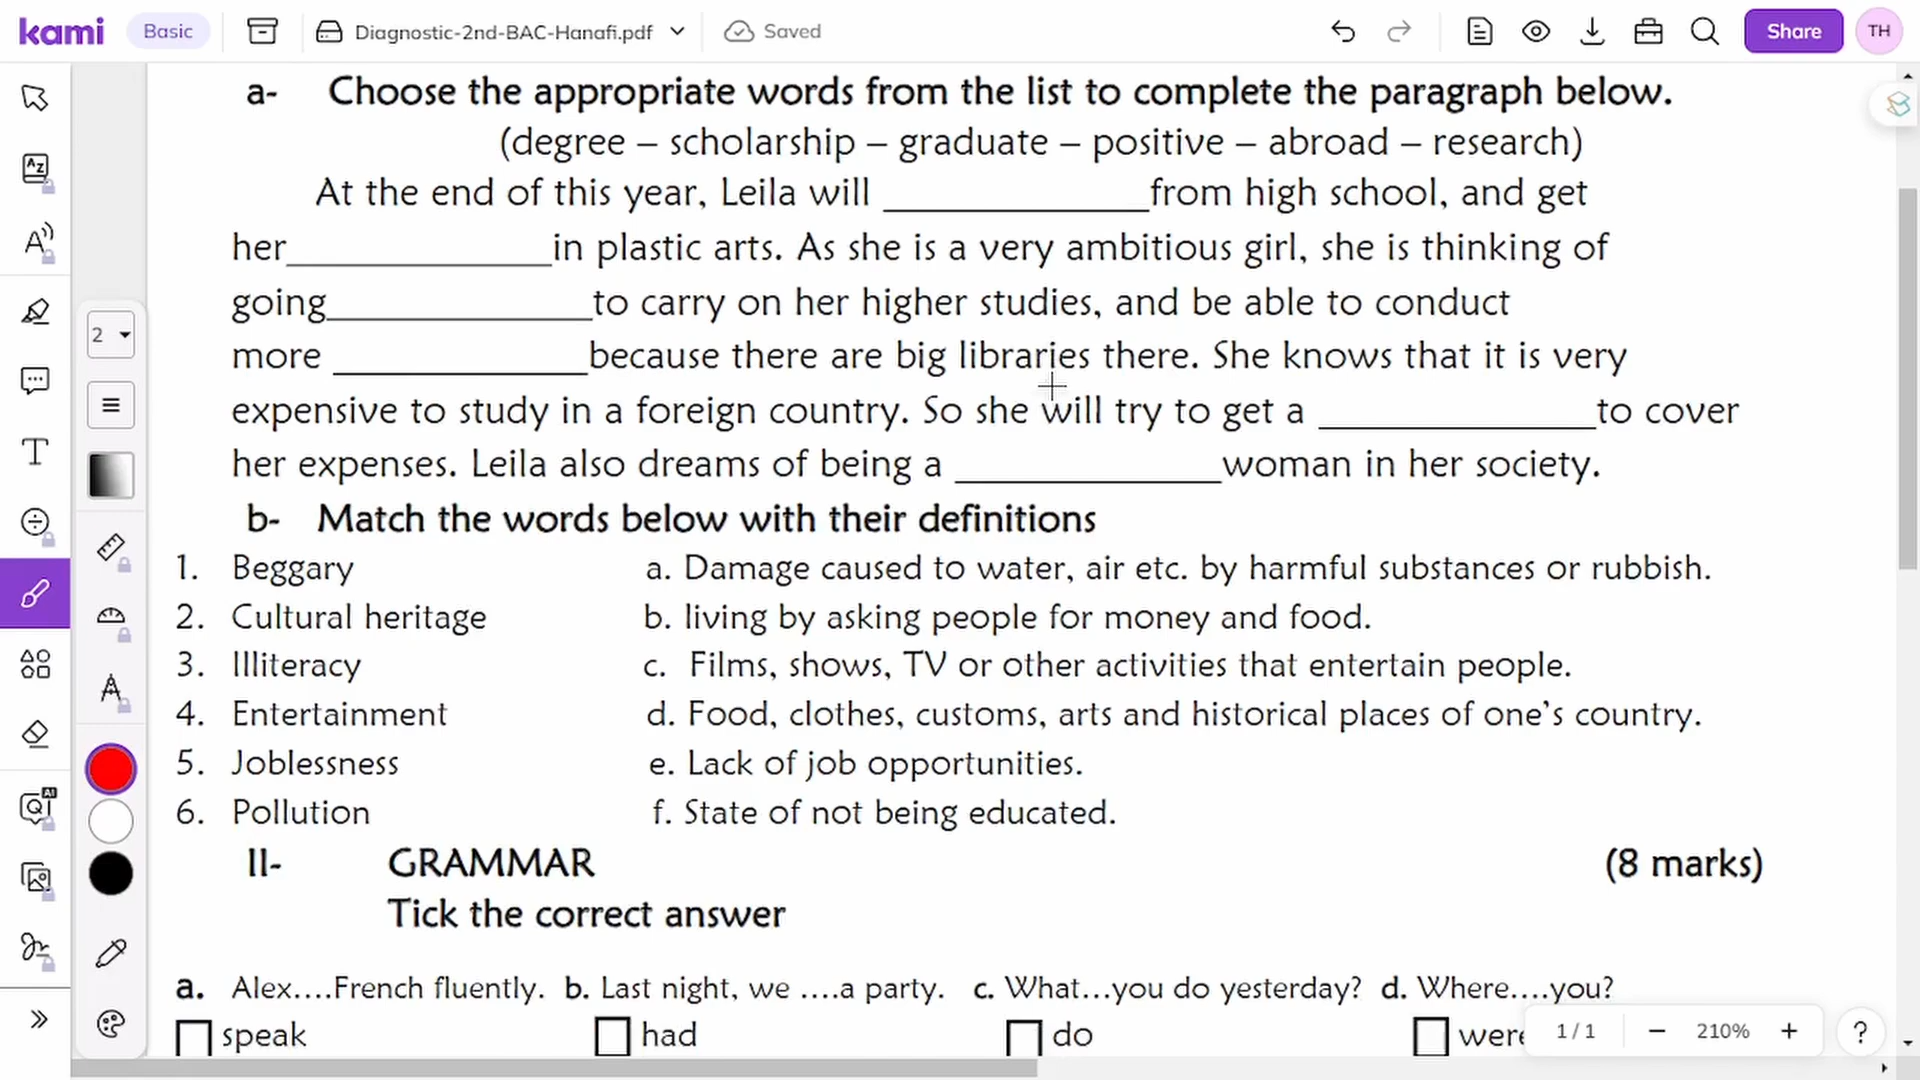 kami Basic Diagnostic-2nd-BAC-Hanafi.pdf Saved Share TH
a- Choose the appropriate words from the list to complete the paragraph below.
(degree – scholarship – graduate – positive – abroad – research)
At the end of this year, Leila will ______________from high school, and get
her______________in plastic arts. As she is a very ambitious girl, she is thinking of
going______________to carry on her higher studies, and be able to conduct
more ______________because there are big libraries there. She knows that it is very
expensive to study in a foreign country. So she will try to get a ______________to cover
her expenses. Leila also dreams of being a ______________woman in her society.
b- Match the words below with their definitions
1. Beggary a. Damage caused to water, air etc. by harmful substances or rubbish.
2. Cultural heritage b. living by asking people for money and food.
3. Illiteracy c. Films, shows, TV or other activities that entertain people.
4. Entertainment d. Food, clothes, customs, arts and historical places of one's country.
5. Joblessness e. Lack of job opportunities.
6. Pollution f. State of not being educated.
II- GRAMMAR (8 marks)
Tick the correct answer
a. Alex....French fluently. b. Last night, we ....a party. c. What...you do yesterday? d. Where....you?
speak had do were
2
1 / 1 − 210% + ?